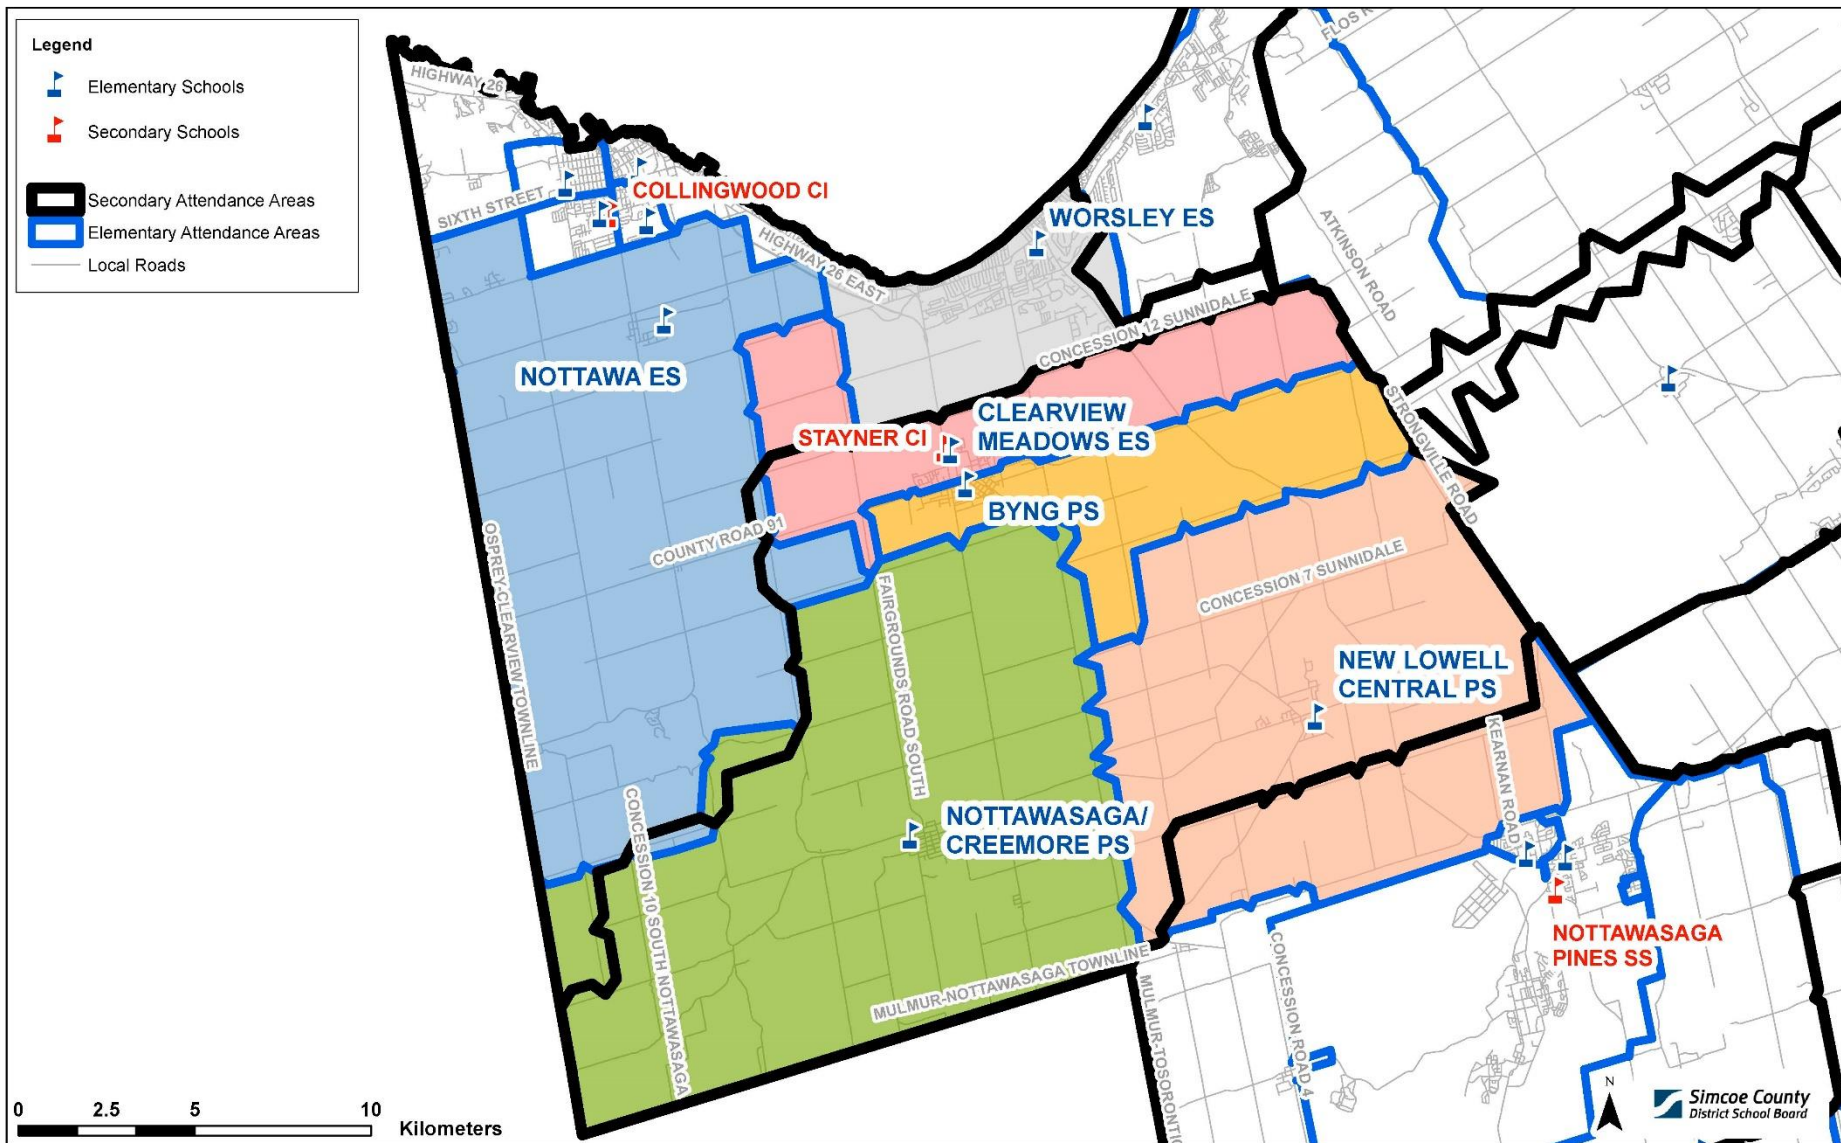 Legend
Elementary Schools
Secondary Schools
Secondary Attendance Areas
Elementary Attendance Areas
Local Roads
HIGHWAY 26
SIXTH STREET
COLLINGWOOD CI
HIGHWAY 26 EAST
WORSLEY ES
ATKINSON ROAD
CONCESSION 12 SUNNIDALE
NOTTAWA ES
CLEARVIEW
MEADOWS ES
STAYNER CI
STRONGVILLE ROAD
BYNG PS
COUNTY ROAD 91
OSPREY-CLEARVIEW TOWNLINE
FAIRGROUNDS ROAD SOUTH
CONCESSION 7 SUNNIDALE
NEW LOWELL
CENTRAL PS
KEARNAN ROAD
NOTTAWASAGA/
CREEMORE PS
CONCESSION 10 SOUTH NOTTAWASAGA
NOTTAWASAGA
PINES SS
MULMUR-NOTTAWASAGA TOWNLINE
CONCESSION ROAD 4
0 2.5 5 10
Kilometers
N
Simcoe County
District School Board